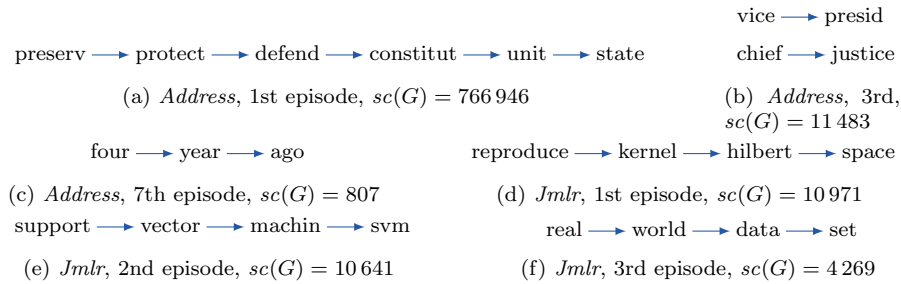 vice → presid
preserv → protect → defend → constitut → unit → state
chief → justice
(a) Address, 1st episode, sc(G) = 766 946
(b) Address, 3rd,
sc(G) = 11 483
four → year → ago
reproduce → kernel → hilbert → space
(c) Address, 7th episode, sc(G) = 807
(d) Jmlr, 1st episode, sc(G) = 10 971
support → vector → machin → svm
real → world → data → set
(e) Jmlr, 2nd episode, sc(G) = 10 641
(f) Jmlr, 3rd episode, sc(G) = 4 269